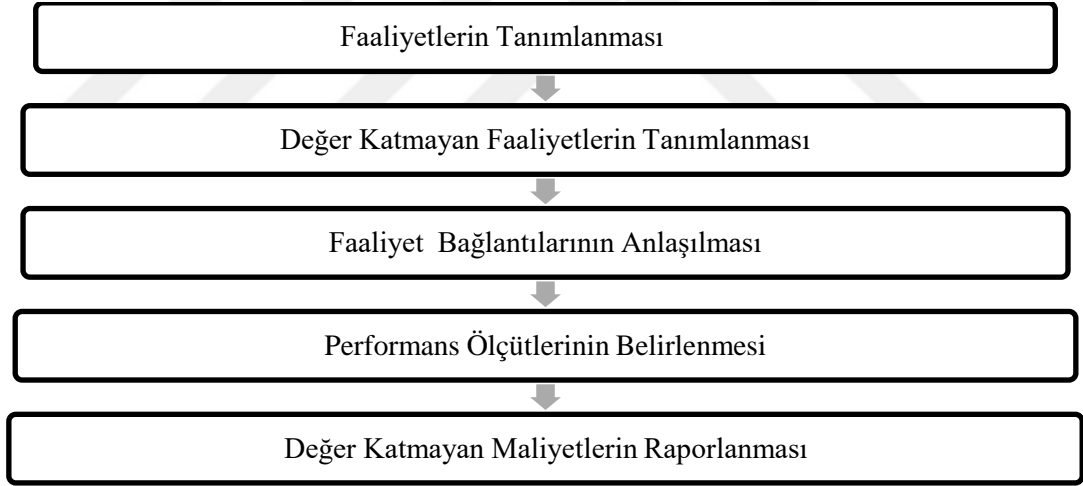 Faaliyetlerin Tanımlanması
Değer Katmayan Faaliyetlerin Tanımlanması
Faaliyet Bağlantılarının Anlaşılması
Performans Ölçütlerinin Belirlenmesi
Değer Katmayan Maliyetlerin Raporlanması